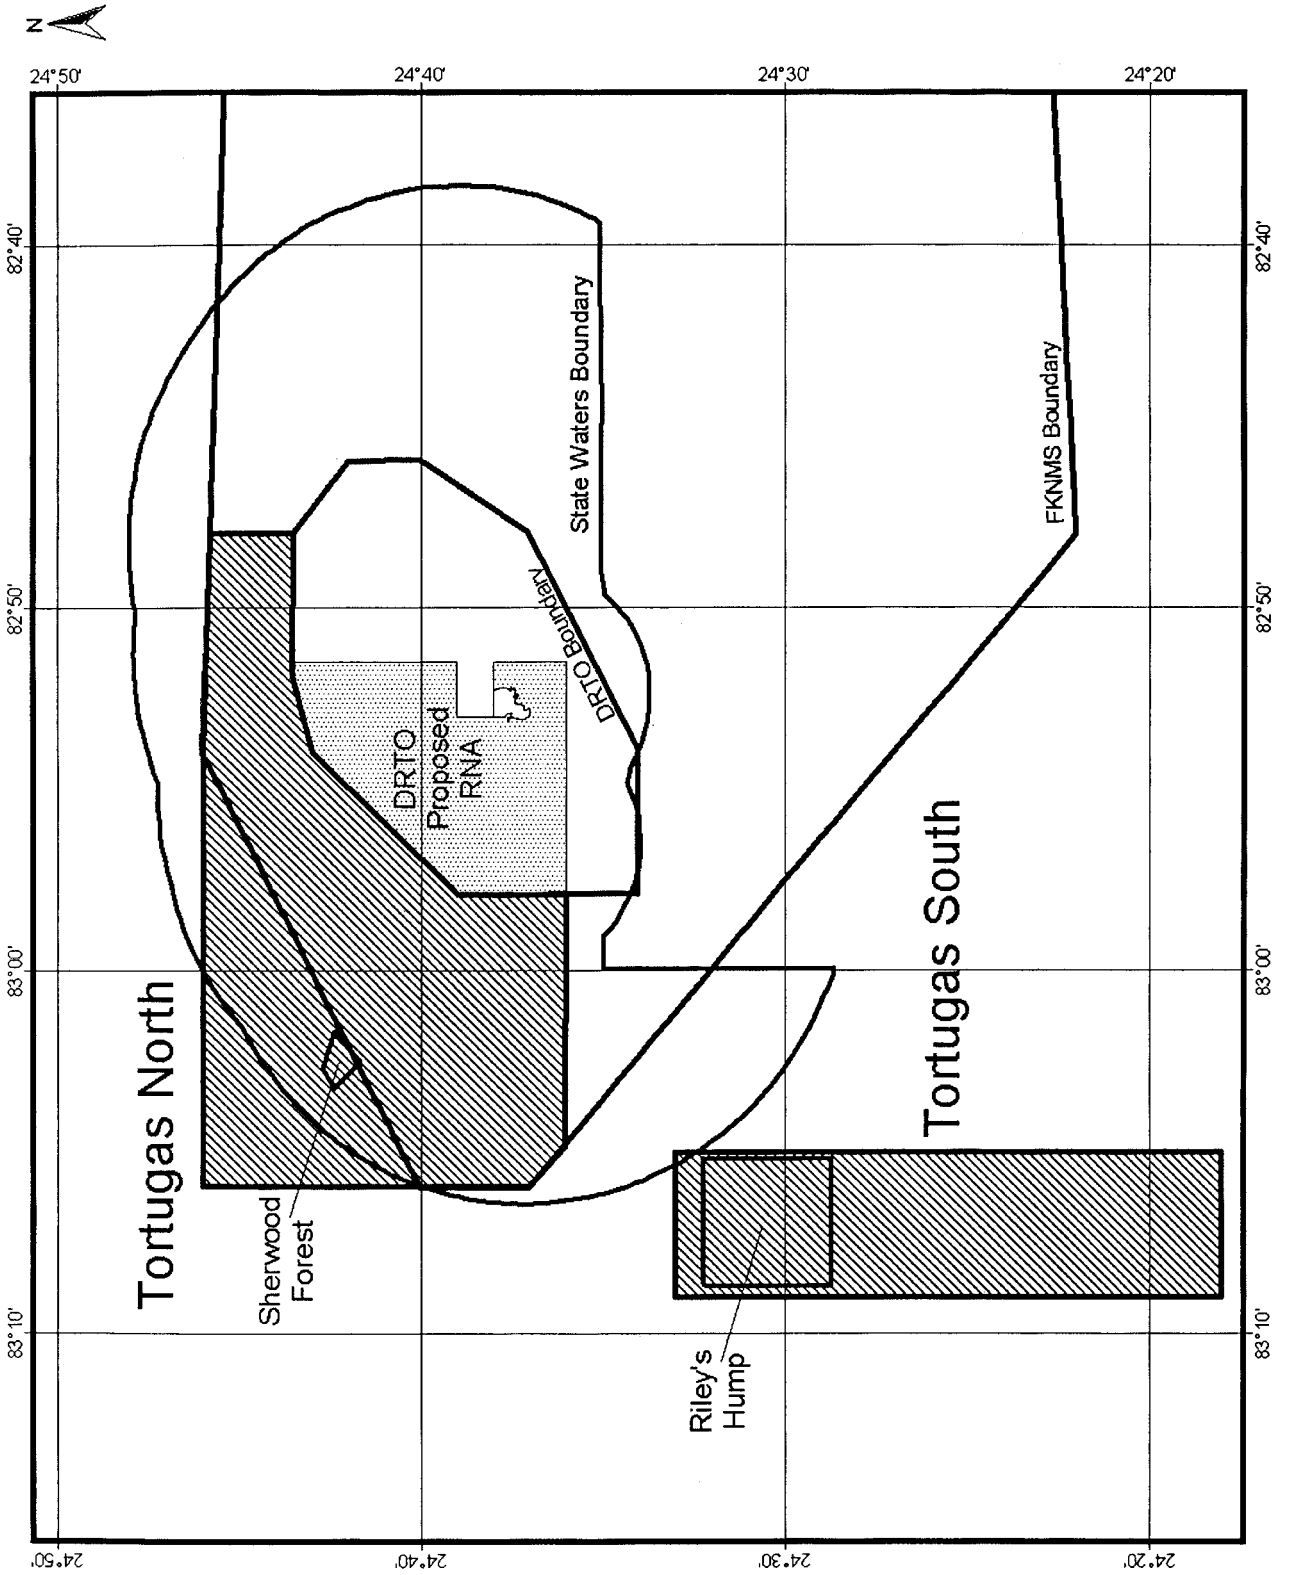 N
24°50'
24°40'
24°30'
24°20'
82°40'
82°40'
82°50'
82°50'
83°00'
83°00'
83°10'
83°10'
State Waters Boundary
FKNMS Boundary
DRTO Boundary
DRTO
Proposed
RNA
Tortugas North
Sherwood
Forest
Tortugas South
Riley's
Hump
24°50'
24°40'
24°30'
24°20'